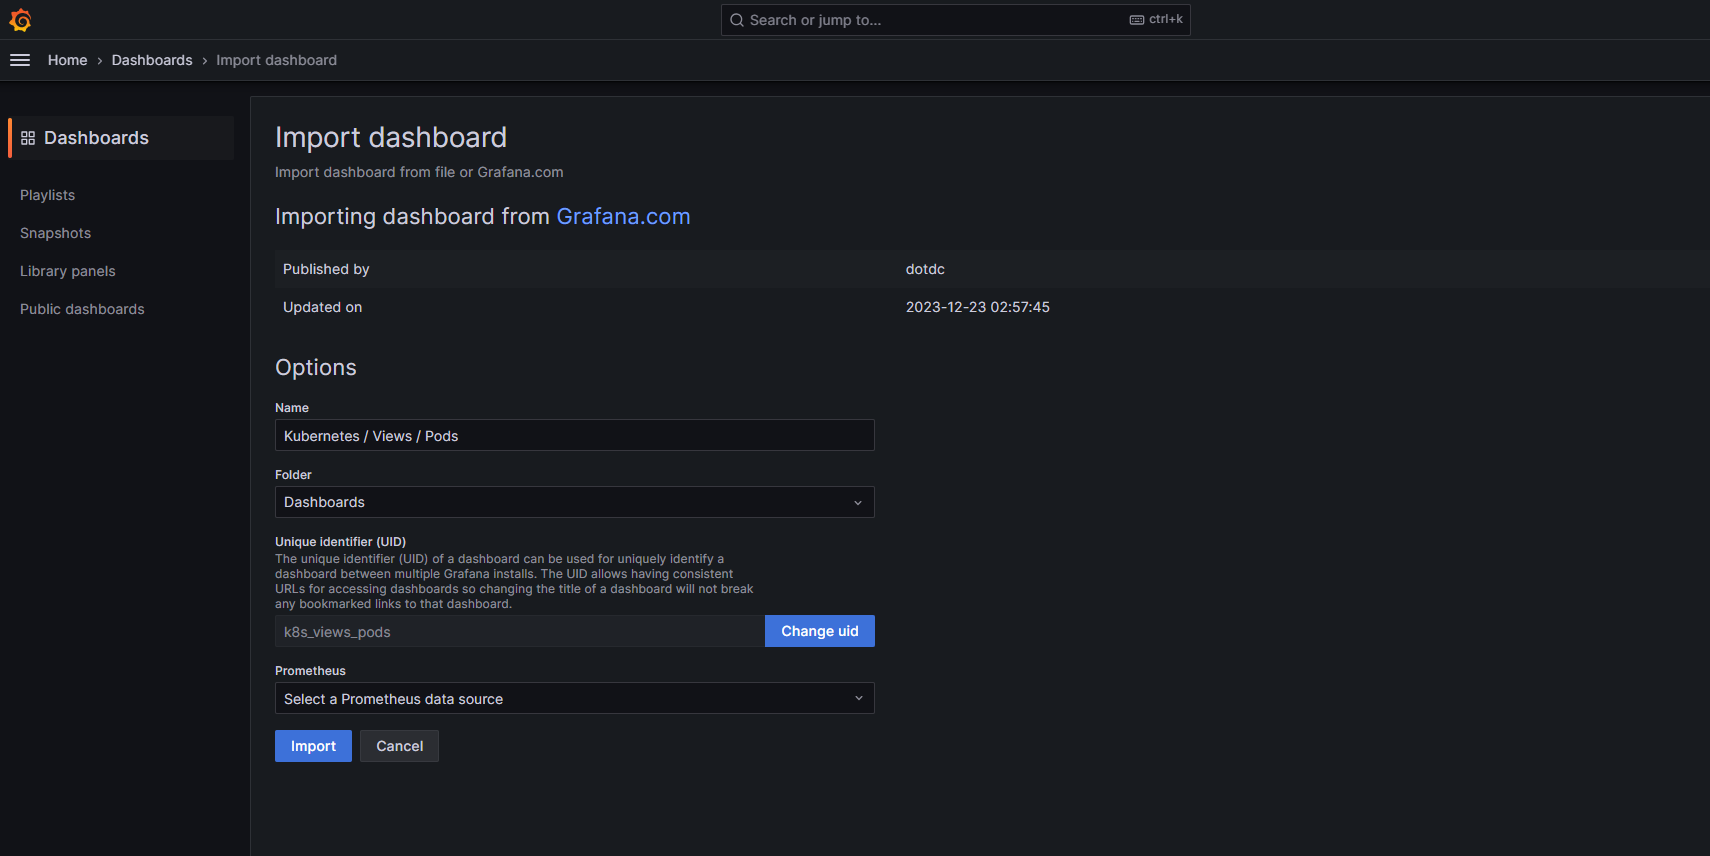 Search or jump to...
ctrl+k
Home › Dashboards › Import dashboard
Dashboards
Playlists
Snapshots
Library panels
Public dashboards
Import dashboard
Import dashboard from file or Grafana.com
Importing dashboard from Grafana.com
Published by
dotdc
Updated on
2023-12-23 02:57:45
Options
Name
Kubernetes / Views / Pods
Folder
Dashboards
Unique identifier (UID)
The unique identifier (UID) of a dashboard can be used for uniquely identify a
dashboard between multiple Grafana installs. The UID allows having consistent
URLs for accessing dashboards so changing the title of a dashboard will not break
any bookmarked links to that dashboard.
k8s_views_pods
Change uid
Prometheus
Select a Prometheus data source
Import
Cancel